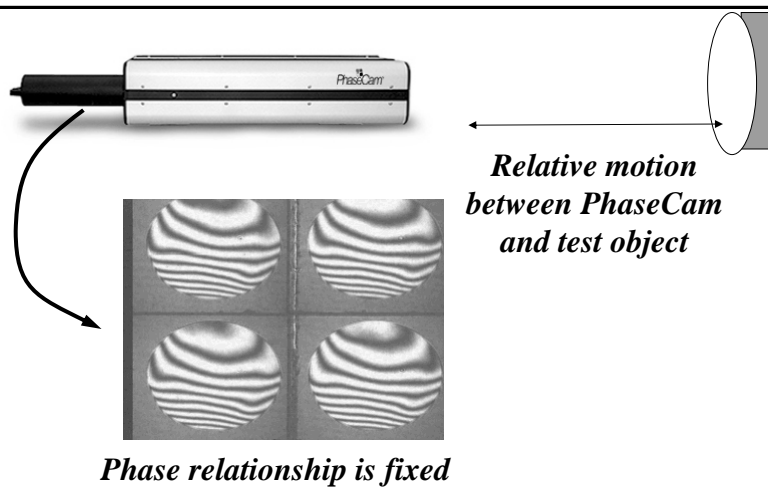 PhaseCam
Relative motion
between PhaseCam
and test object
Phase relationship is fixed